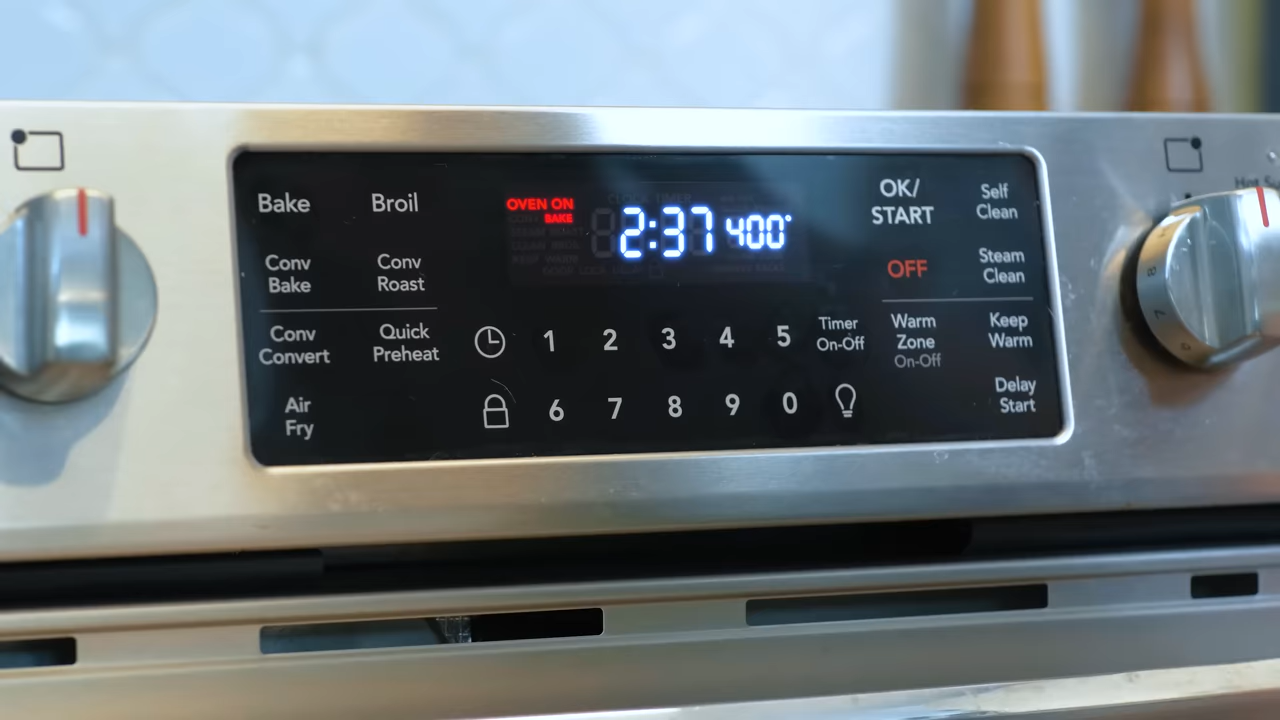 Bake
Broil
OVEN ON
BAKE
2:37 400°
OK/
START
Self
Clean
Conv
Bake
Conv
Roast
OFF
Steam
Clean
Conv
Convert
Quick
Preheat
1 2 3 4 5
Timer
On-Off
Warm
Zone
On-Off
Keep
Warm
Air
Fry
6 7 8 9 0
Delay
Start
8
7